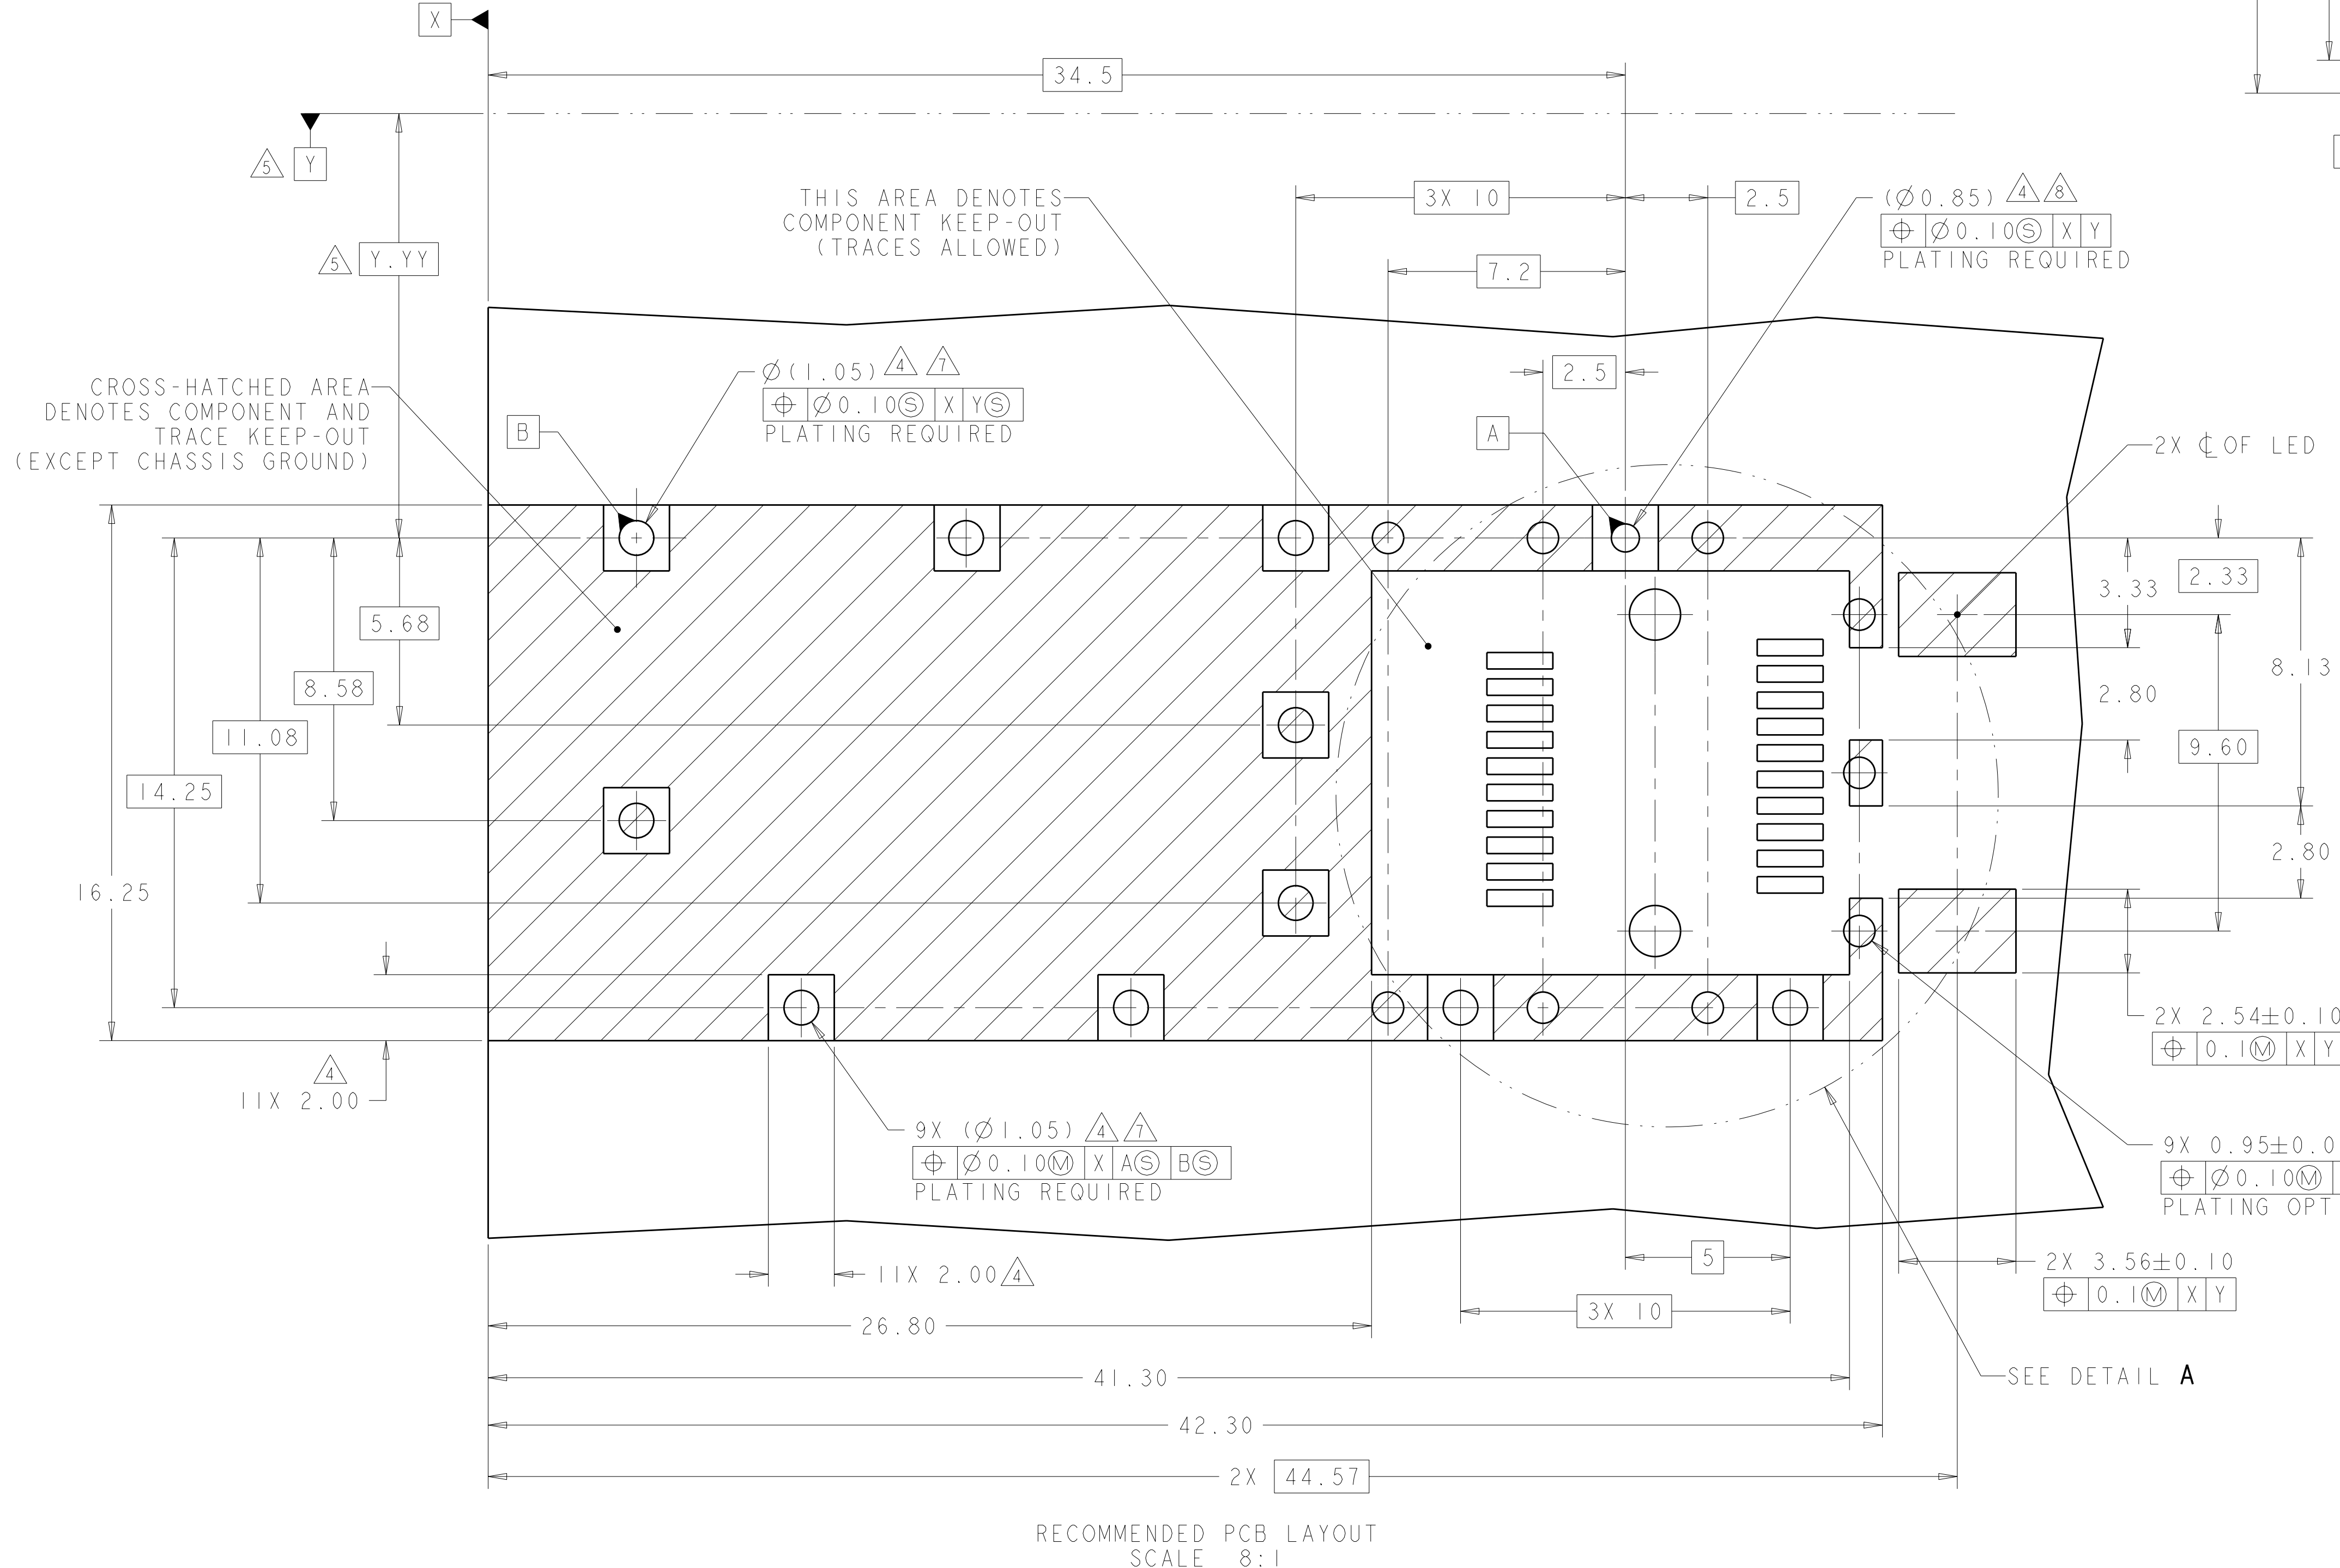 X
34.5
5
Y
THIS AREA DENOTES
COMPONENT KEEP-OUT
(TRACES ALLOWED)
3X 10
2.5
(Ø0.85) 4 8
⌖ Ø0.10Ⓢ X Y
PLATING REQUIRED
5 Y.YY
7.2
CROSS-HATCHED AREA
DENOTES COMPONENT AND
TRACE KEEP-OUT
(EXCEPT CHASSIS GROUND)
Ø(1.05) 4 7
⌖ Ø0.10Ⓢ X YⓈ
PLATING REQUIRED
2.5
B
A
2X ℄ OF LED
5.68
8.58
11.08
14.25
16.25
3.33
2.33
8.13
2.80
9.60
2.80
4
11X 2.00
9X (Ø1.05) 4 7
⌖ Ø0.10Ⓜ X AⓈ BⓈ
PLATING REQUIRED
2X 2.54±0.10
⌖ 0.1Ⓜ X Y
9X 0.95±0.0
⌖ Ø0.10Ⓜ
PLATING OPT
11X 2.00 4
5
2X 3.56±0.10
⌖ 0.1Ⓜ X Y
3X 10
26.80
41.30
SEE DETAIL A
42.30
2X 44.57
RECOMMENDED PCB LAYOUT
SCALE 8:1